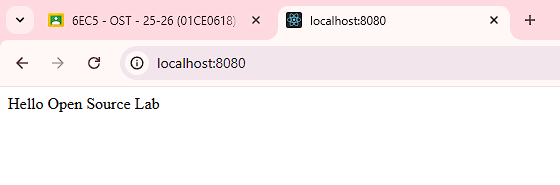 6EC5 - OST - 25-26 (01CE0618)
localhost:8080
localhost:8080
Hello Open Source Lab